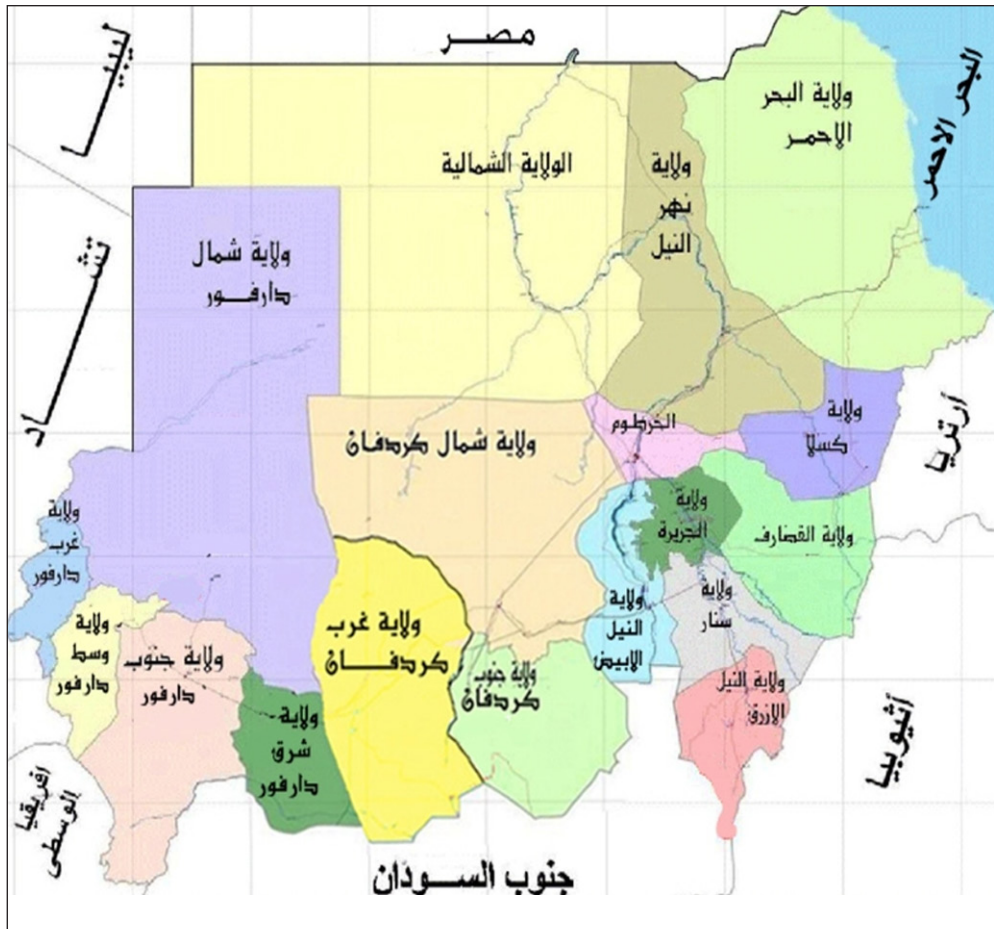 مصر
ليبيا
البحر الاحمر
ولاية البحر
الاحمر
الولاية الشمالية
ولاية
نهر
النيل
ولاية شمال
دارفور
تشاد
الخرطوم
ولاية
كسلا
أرتريا
ولاية شمال كردفان
ولاية
الجزيرة
ولاية القضارف
ولاية
غرب
دارفور
ولاية
سنار
ولاية
النيل
الابيض
ولاية غرب
كردفان
ولاية
وسط
دارفور
ولاية جنوب
دارفور
ولاية جنوب
كردفان
ولاية النيل
الازرق
ولاية
شرق
دارفور
أثيوبيا
افريقيا
الوسطى
جنوب السودان